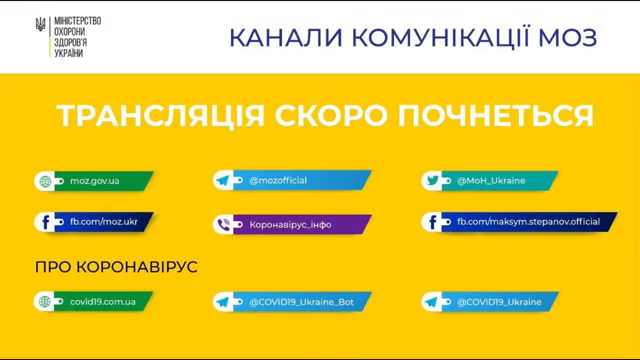 МІНІСТЕРСТВО
ОХОРОНИ
ЗДОРОВ'Я
УКРАЇНИ
КАНАЛИ КОМУНІКАЦІЇ МОЗ
ТРАНСЛЯЦІЯ СКОРО ПОЧНЕТЬСЯ
moz.gov.ua
@mozofficial
@MoH_Ukraine
fb.com/moz.ukr
Коронавірус_інфо
fb.com/maksym.stepanov.official
ПРО КОРОНАВІРУС
covid19.com.ua
@COVID19_Ukraine_Bot
@COVID19_Ukraine